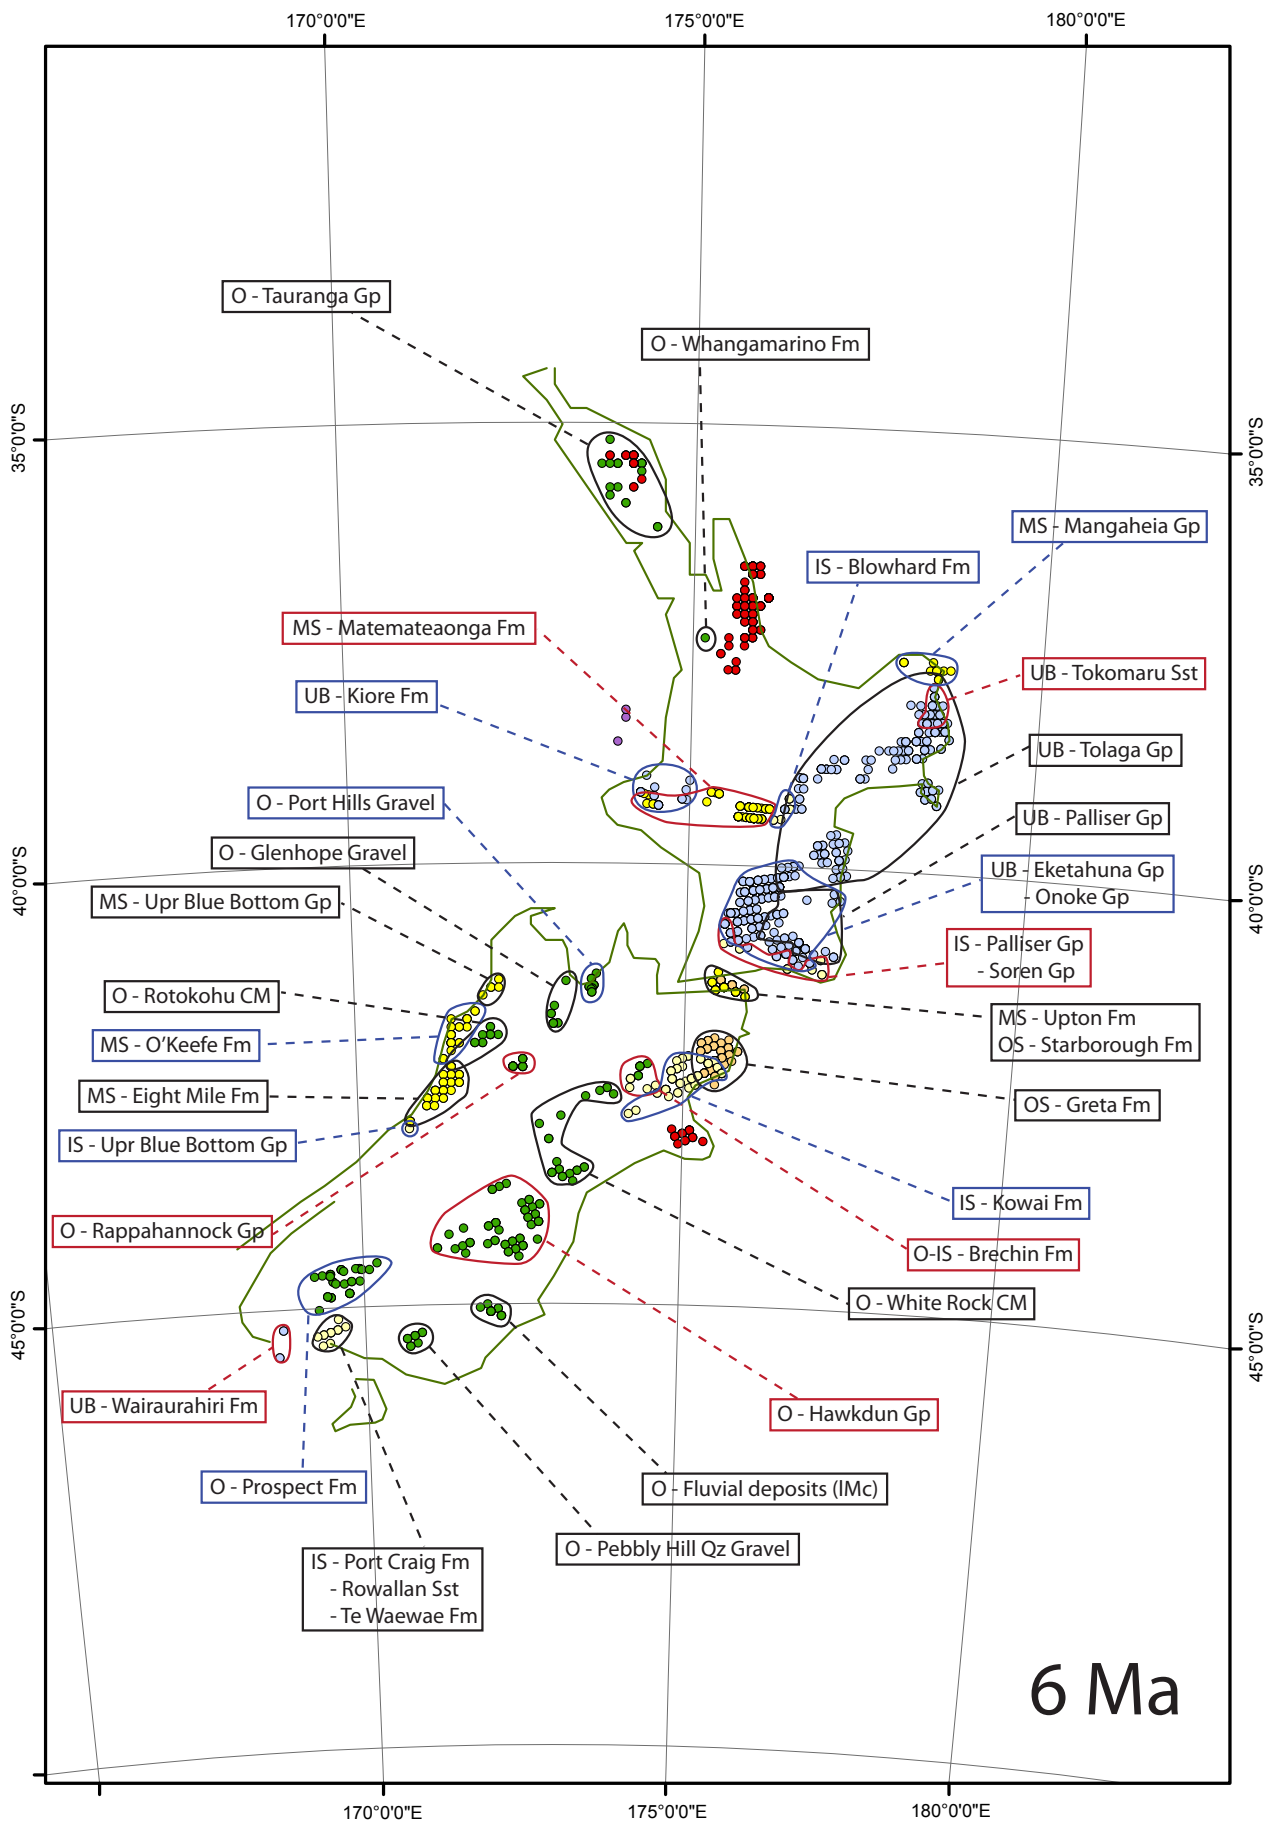 170°0'0"E
175°0'0"E
180°0'0"E
O - Tauranga Gp
O - Whangamarino Fm
35°0'0"S
35°0'0"S
MS - Mangaheia Gp
IS - Blowhard Fm
MS - Matemateaonga Fm
UB - Tokomaru Sst
UB - Kiore Fm
UB - Tolaga Gp
O - Port Hills Gravel
UB - Palliser Gp
O - Glenhope Gravel
UB - Eketahuna Gp
- Onoke Gp
40°0'0"S
40°0'0"S
MS - Upr Blue Bottom Gp
IS - Palliser Gp
- Soren Gp
O - Rotokohu CM
MS - Upton Fm
OS - Starborough Fm
MS - O'Keefe Fm
MS - Eight Mile Fm
OS - Greta Fm
IS - Upr Blue Bottom Gp
IS - Kowai Fm
O - Rappahannock Gp
O-IS - Brechin Fm
O - White Rock CM
45°0'0"S
45°0'0"S
UB - Wairaurahiri Fm
O - Hawkdun Gp
O - Prospect Fm
O - Fluvial deposits (lMc)
O - Pebbly Hill Qz Gravel
IS - Port Craig Fm
- Rowallan Sst
- Te Waewae Fm
6 Ma
170°0'0"E
175°0'0"E
180°0'0"E